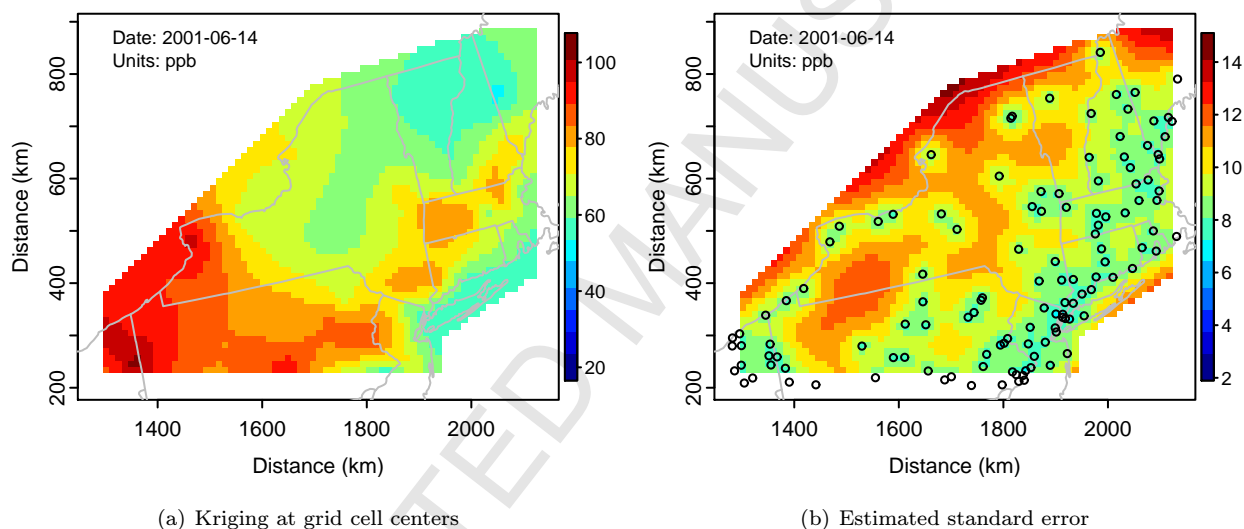 Date: 2001-06-14
Units: ppb
Distance (km)
800
600
400
200
1400
1600
1800
2000
Distance (km)
100
80
60
40
20
(a) Kriging at grid cell centers
Date: 2001-06-14
Units: ppb
Distance (km)
800
600
400
200
1400
1600
1800
2000
Distance (km)
14
12
10
8
6
4
2
(b) Estimated standard error
TED MANUS